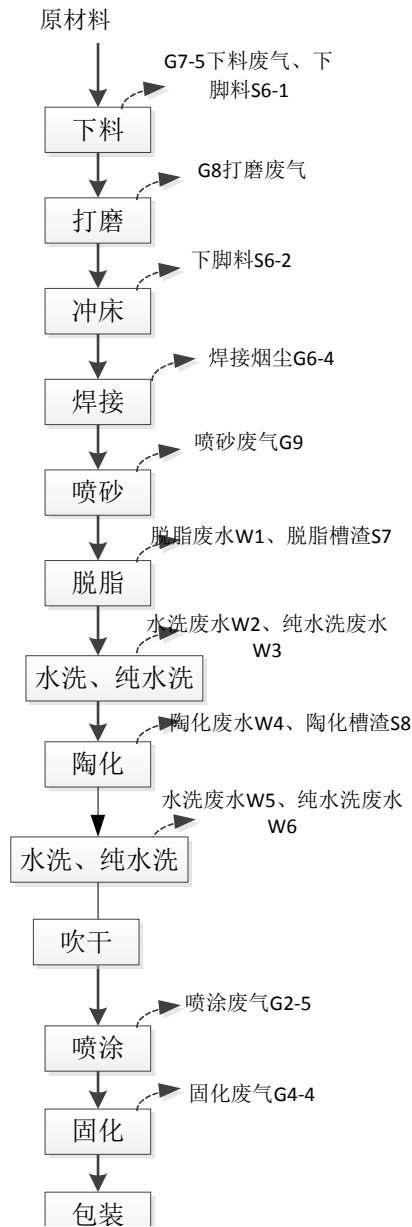 原材料
G7-5下料废气、下
脚料S6-1
下料
G8打磨废气
打磨
下脚料S6-2
冲床
焊接烟尘G6-4
焊接
喷砂废气G9
喷砂
脱脂废水W1、脱脂槽渣S7
脱脂
水洗废水W2、纯水洗废水
W3
水洗、纯水洗
陶化废水W4、陶化槽渣S8
陶化
水洗废水W5、纯水洗废水
W6
水洗、纯水洗
吹干
喷涂废气G2-5
喷涂
固化废气G4-4
固化
包装